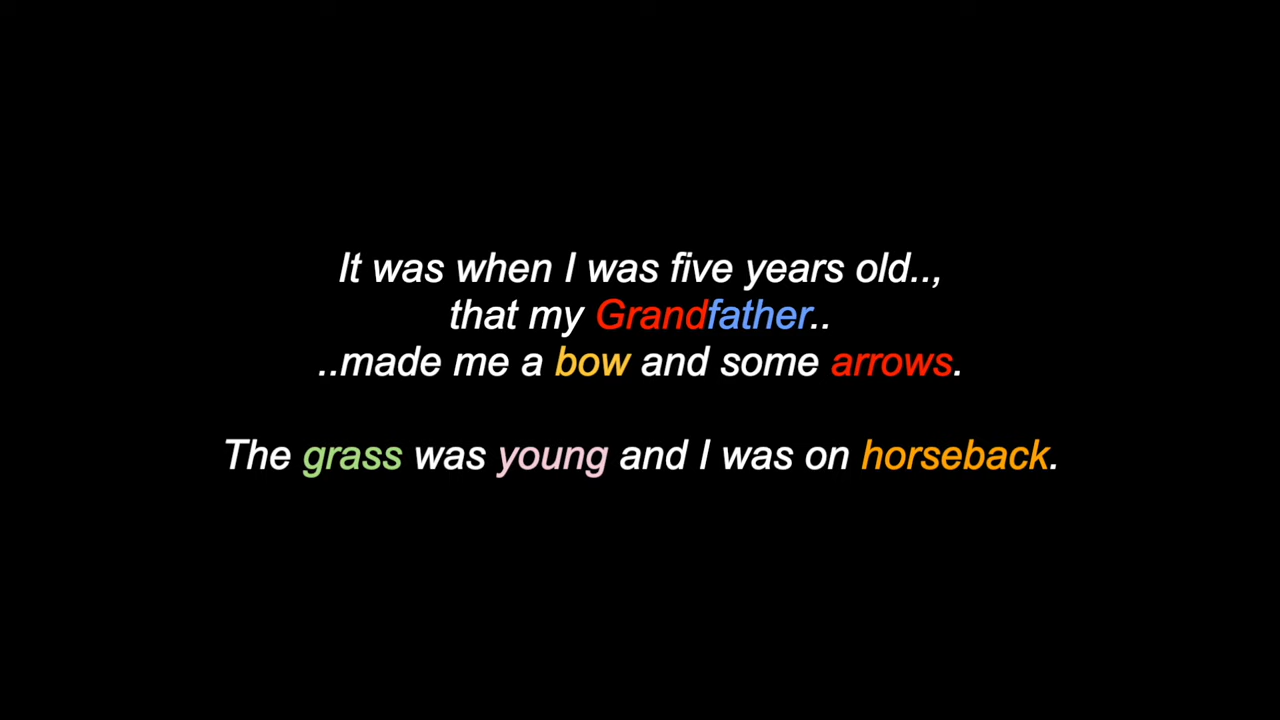 It was when I was five years old..,
that my Grandfather..
..made me a bow and some arrows.
The grass was young and I was on horseback.